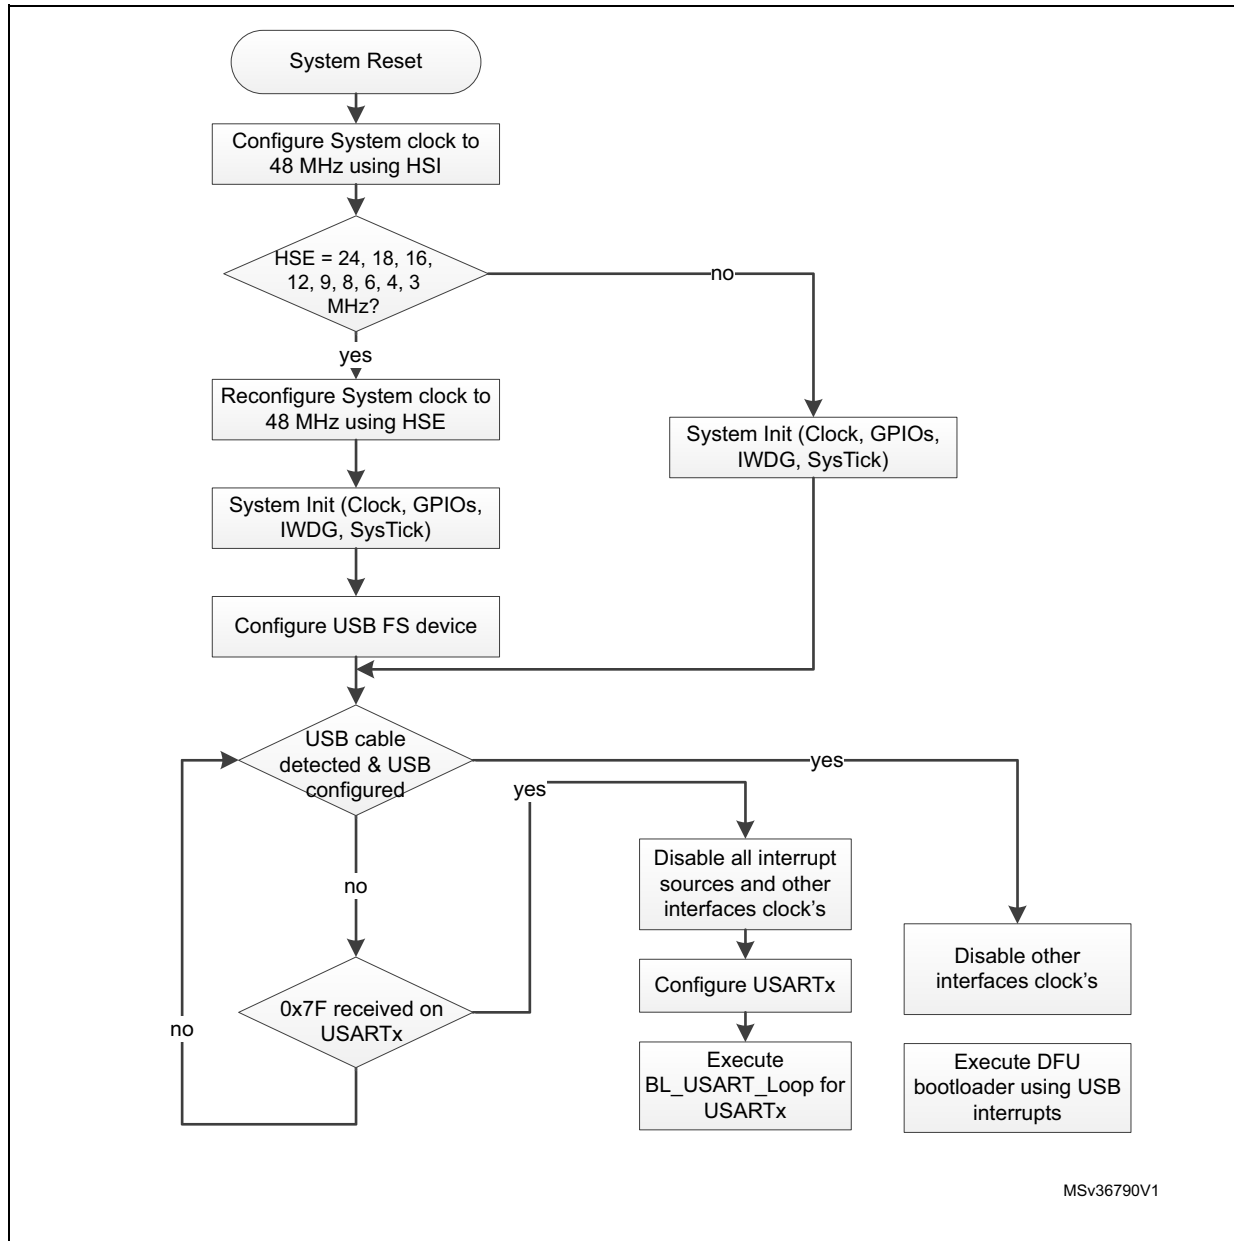 System Reset
Configure System clock to
48 MHz using HSI
HSE = 24, 18, 16,
12, 9, 8, 6, 4, 3
MHz?
no
yes
Reconfigure System clock to
48 MHz using HSE
System Init (Clock, GPIOs,
IWDG, SysTick)
System Init (Clock, GPIOs,
IWDG, SysTick)
Configure USB FS device
USB cable
detected & USB
configured
yes
yes
no
Disable all interrupt
sources and other
interfaces clock's
Disable other
interfaces clock's
Configure USARTx
0x7F received on
USARTx
no
Execute
BL_USART_Loop for
USARTx
Execute DFU
bootloader using USB
interrupts
MSv36790V1